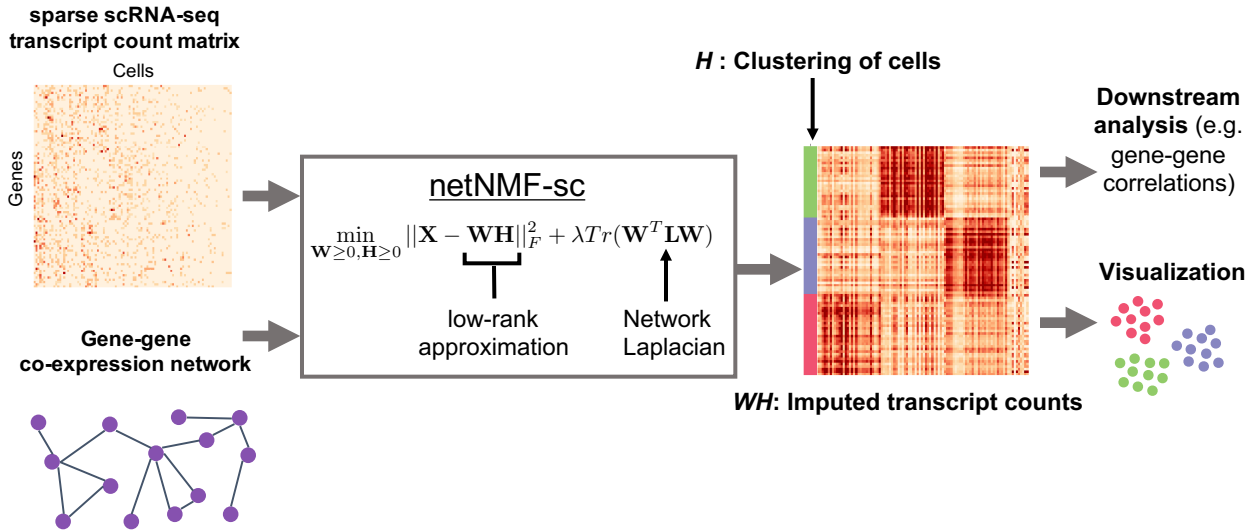 sparse scRNA-seq
transcript count matrix
Cells
Genes
Gene-gene
co-expression network
netNMF-sc
min ||X − WH||²_F + λTr(W^T LW)
W≥0,H≥0
low-rank
approximation
Network
Laplacian
H : Clustering of cells
WH: Imputed transcript counts
Downstream
analysis (e.g.
gene-gene
correlations)
Visualization